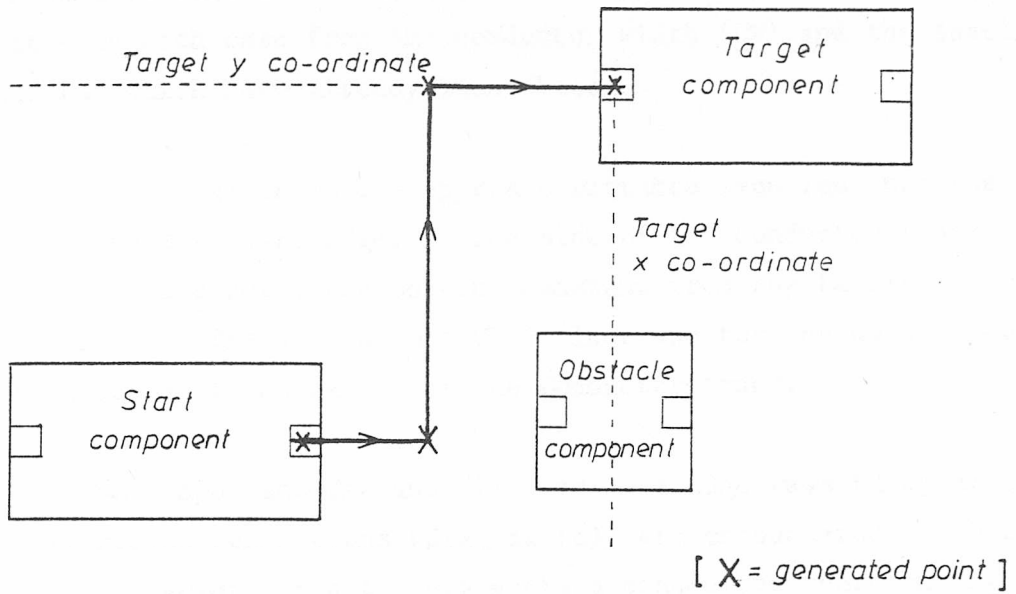 Target y co-ordinate
Target
component
Target
x co-ordinate
Obstacle
component
Start
component
[ X = generated point ]